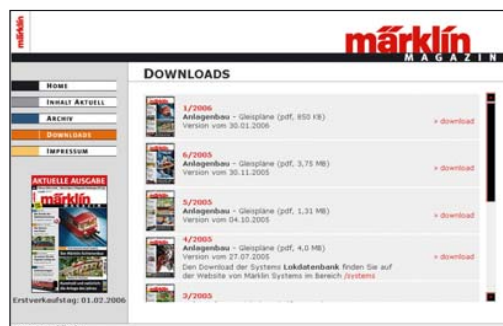 märklín
märklín
MAGAZIN
DOWNLOADS
HOME
INHALT AKTUELL
ARCHIV
DOWNLOADS
IMPRESSUM
AKTUELLE AUSGABE
märklín
Erstverkaufstag: 01.02.2006
1/2006
Anlagenbau - Gleispläne (pdf, 850 KB)
Version vom 30.01.2006
» download
6/2005
Anlagenbau - Gleispläne (pdf, 3,75 MB)
Version vom 30.11.2005
» download
5/2005
Anlagenbau - Gleispläne (pdf, 1,31 MB)
Version vom 04.10.2005
» download
4/2005
Anlagenbau - Gleispläne (pdf, 4,0 MB)
Version vom 27.07.2005
» download
Den Download der Systems Lokdatenbank finden Sie auf
der Website von Märklin Systems im Bereich /systems
3/2005